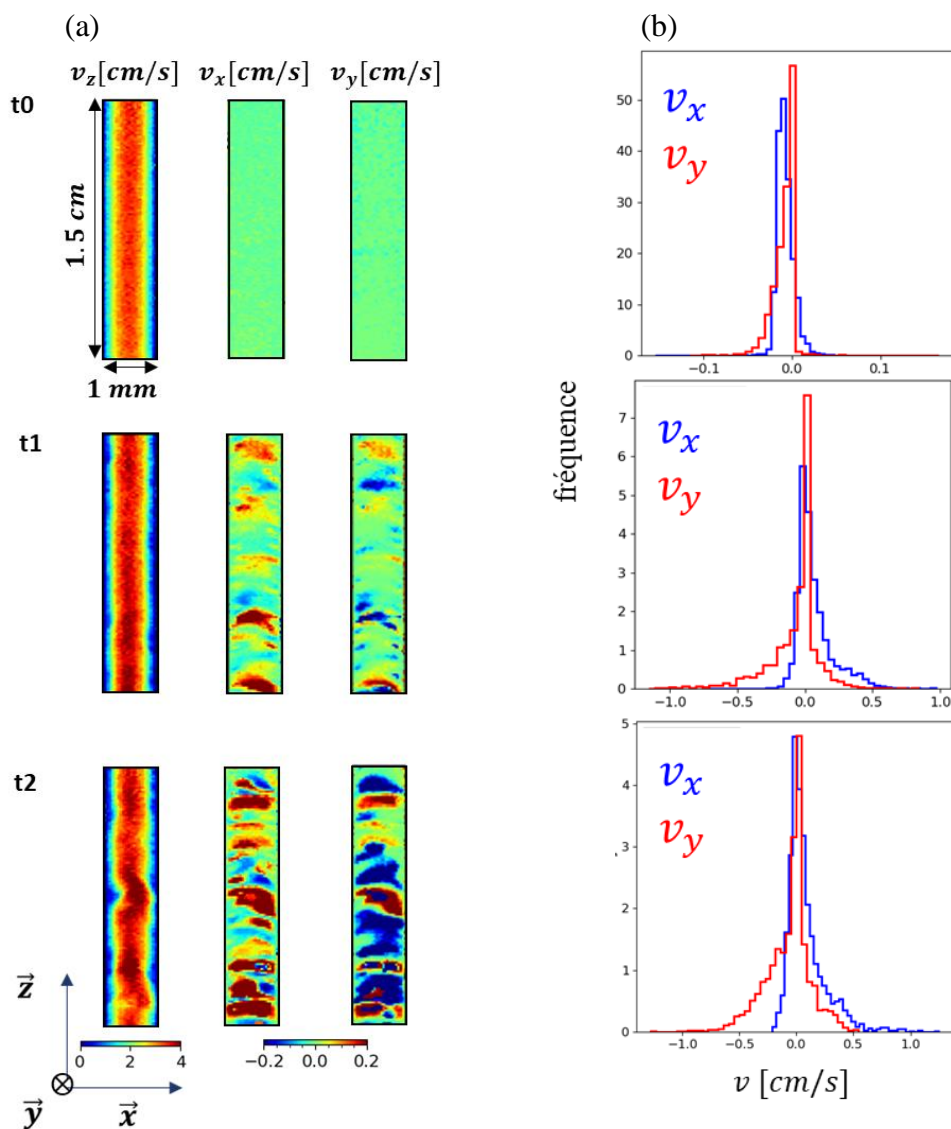 (a) (b)
v_z[cm/s] v_x[cm/s] v_y[cm/s]
t0
1.5 cm
1 mm
t1
t2
z⃗
0 2 4
−0.2 0.0 0.2
y⃗ x⃗
v_x
v_y
50
40
30
20
10
0
−0.1 0.0 0.1
fréquence
v_x
v_y
7
6
5
4
3
2
1
0
−1.0 −0.5 0.0 0.5 1.0
v_x
v_y
5
4
3
2
1
0
−1.0 −0.5 0.0 0.5 1.0
v [cm/s]